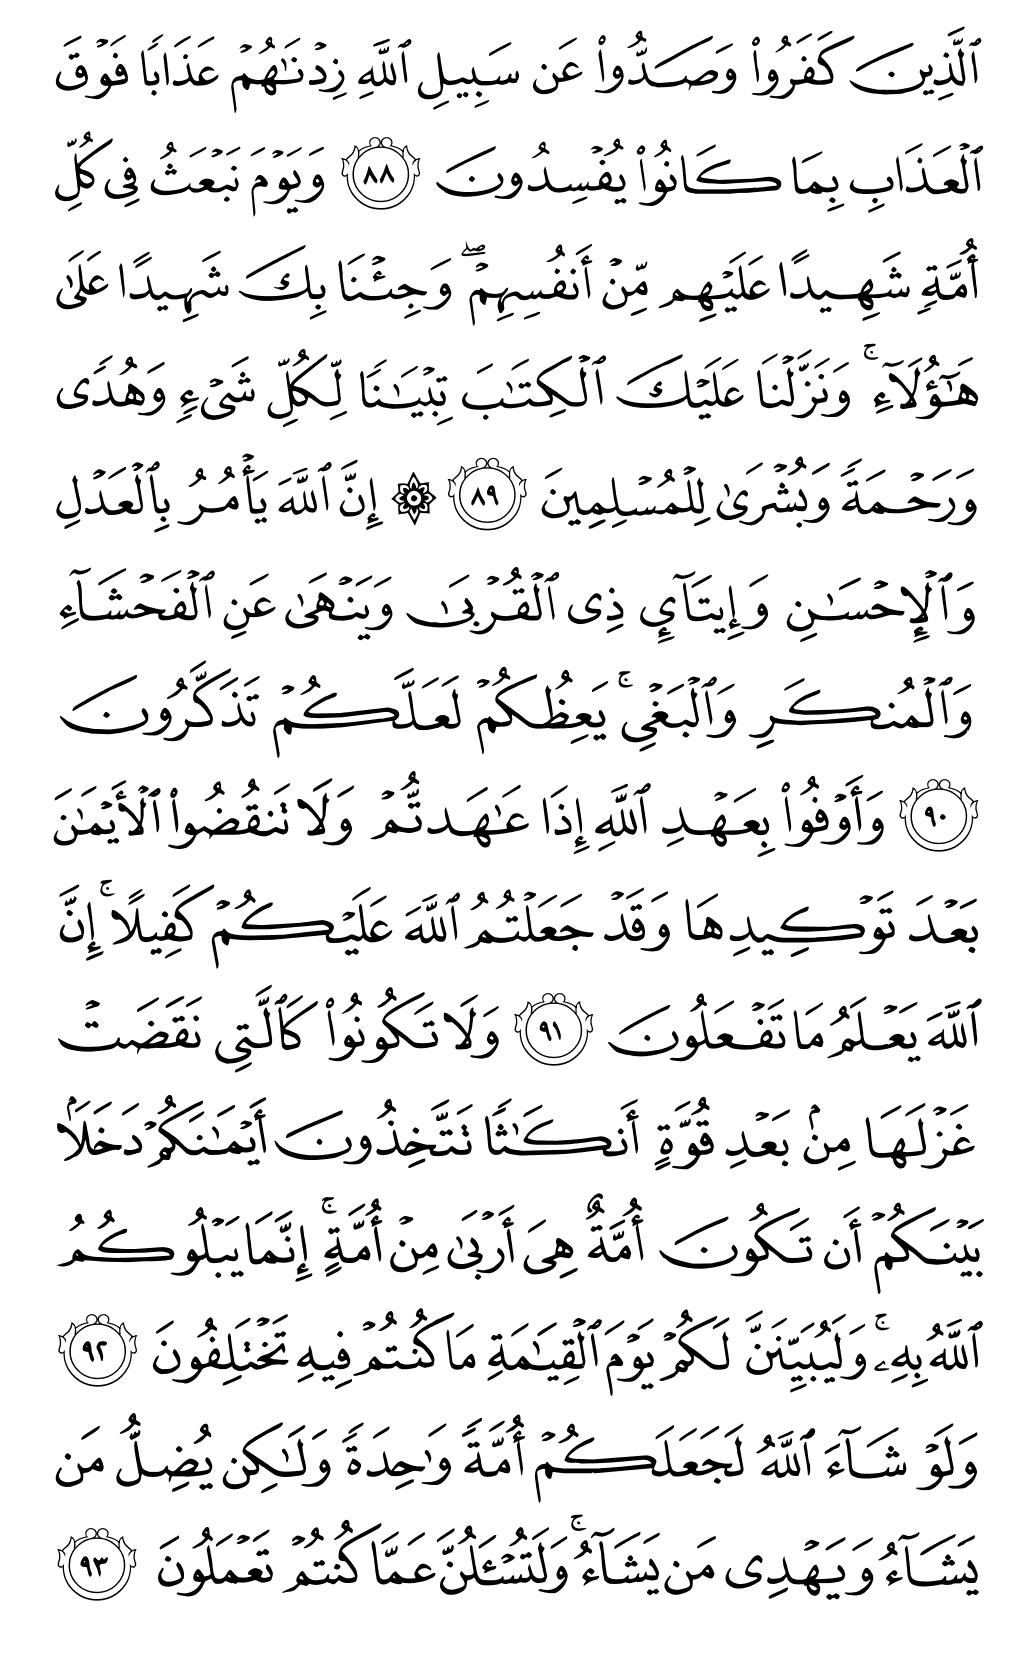 ٱلَّذِينَ كَفَرُوا۟ وَصَدُّوا۟ عَن سَبِيلِ ٱللَّهِ زِدْنَـٰهُمْ عَذَابًا فَوْقَ
ٱلْعَذَابِ بِمَا كَانُوا۟ يُفْسِدُونَ ٨٨ وَيَوْمَ نَبْعَثُ فِى كُلِّ
أُمَّةٍ شَهِيدًا عَلَيْهِم مِّنْ أَنفُسِهِمْ ۖ وَجِئْنَا بِكَ شَهِيدًا عَلَىٰ
هَـٰٓؤُلَآءِ ۚ وَنَزَّلْنَا عَلَيْكَ ٱلْكِتَـٰبَ تِبْيَـٰنًا لِّكُلِّ شَىْءٍ وَهُدًى
وَرَحْمَةً وَبُشْرَىٰ لِلْمُسْلِمِينَ ٨٩ ۞ إِنَّ ٱللَّهَ يَأْمُرُ بِٱلْعَدْلِ
وَٱلْإِحْسَـٰنِ وَإِيتَآئِ ذِى ٱلْقُرْبَىٰ وَيَنْهَىٰ عَنِ ٱلْفَحْشَآءِ
وَٱلْمُنكَرِ وَٱلْبَغْىِ ۚ يَعِظُكُمْ لَعَلَّكُمْ تَذَكَّرُونَ
٩٠ وَأَوْفُوا۟ بِعَهْدِ ٱللَّهِ إِذَا عَـٰهَدتُّمْ وَلَا تَنقُضُوا۟ ٱلْأَيْمَـٰنَ
بَعْدَ تَوْكِيدِهَا وَقَدْ جَعَلْتُمُ ٱللَّهَ عَلَيْكُمْ كَفِيلًا ۚ إِنَّ
ٱللَّهَ يَعْلَمُ مَا تَفْعَلُونَ ٩١ وَلَا تَكُونُوا۟ كَٱلَّتِى نَقَضَتْ
غَزْلَهَا مِنۢ بَعْدِ قُوَّةٍ أَنكَـٰثًا تَتَّخِذُونَ أَيْمَـٰنَكُمْ دَخَلًۢا
بَيْنَكُمْ أَن تَكُونَ أُمَّةٌ هِىَ أَرْبَىٰ مِنْ أُمَّةٍ ۚ إِنَّمَا يَبْلُوكُمُ
ٱللَّهُ بِهِۦ ۚ وَلَيُبَيِّنَنَّ لَكُمْ يَوْمَ ٱلْقِيَـٰمَةِ مَا كُنتُمْ فِيهِ تَخْتَلِفُونَ ٩٢
وَلَوْ شَآءَ ٱللَّهُ لَجَعَلَكُمْ أُمَّةً وَٰحِدَةً وَلَـٰكِن يُضِلُّ مَن
يَشَآءُ وَيَهْدِى مَن يَشَآءُ ۚ وَلَتُسْـَٔلُنَّ عَمَّا كُنتُمْ تَعْمَلُونَ ٩٣